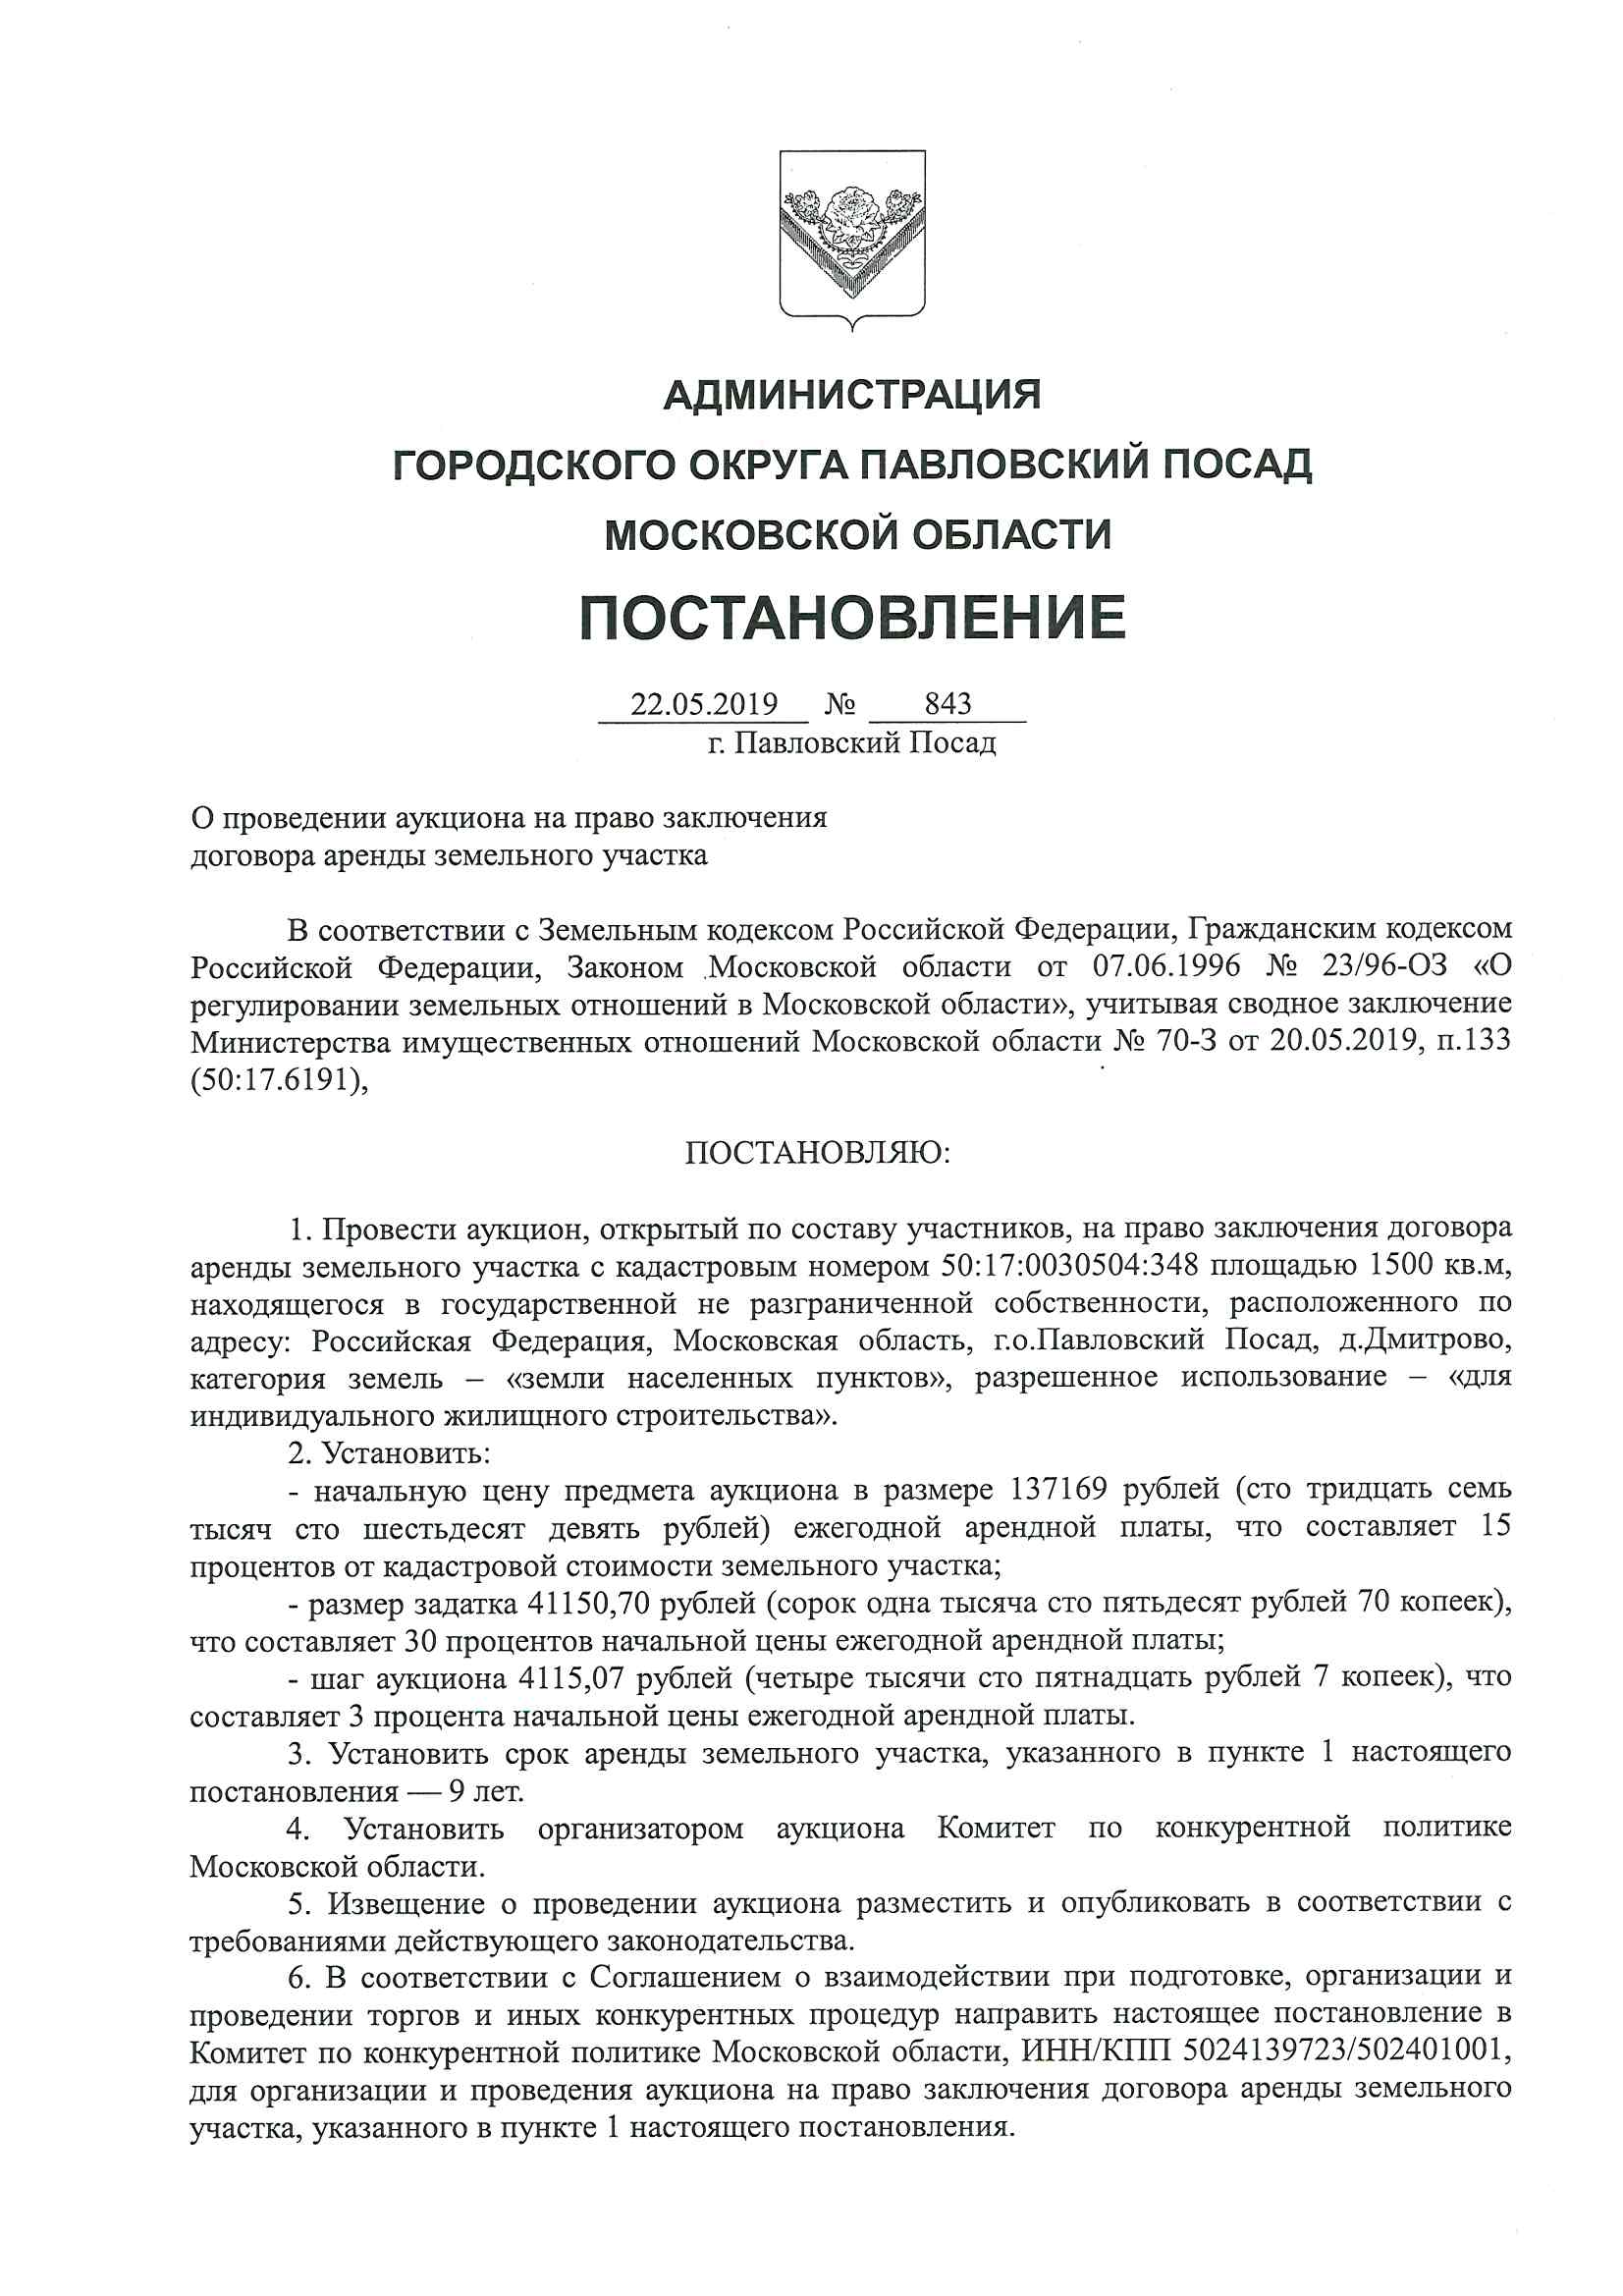 АДМИНИСТРАЦИЯ
ГОРОДСКОГО ОКРУГА ПАВЛОВСКИЙ ПОСАД
МОСКОВСКОЙ ОБЛАСТИ
ПОСТАНОВЛЕНИЕ
22.05.2019 № 843
г. Павловский Посад
О проведении аукциона на право заключения
договора аренды земельного участка
В соответствии с Земельным кодексом Российской Федерации, Гражданским кодексом
Российской Федерации, Законом Московской области от 07.06.1996 № 23/96-ОЗ «О
регулировании земельных отношений в Московской области», учитывая сводное заключение
Министерства имущественных отношений Московской области № 70-З от 20.05.2019, п.133
(50:17.6191),
ПОСТАНОВЛЯЮ:
1. Провести аукцион, открытый по составу участников, на право заключения договора
аренды земельного участка с кадастровым номером 50:17:0030504:348 площадью 1500 кв.м,
находящегося в государственной не разграниченной собственности, расположенного по
адресу: Российская Федерация, Московская область, г.о.Павловский Посад, д.Дмитрово,
категория земель – «земли населенных пунктов», разрешенное использование – «для
индивидуального жилищного строительства».
2. Установить:
- начальную цену предмета аукциона в размере 137169 рублей (сто тридцать семь
тысяч сто шестьдесят девять рублей) ежегодной арендной платы, что составляет 15
процентов от кадастровой стоимости земельного участка;
- размер задатка 41150,70 рублей (сорок одна тысяча сто пятьдесят рублей 70 копеек),
что составляет 30 процентов начальной цены ежегодной арендной платы;
- шаг аукциона 4115,07 рублей (четыре тысячи сто пятнадцать рублей 7 копеек), что
составляет 3 процента начальной цены ежегодной арендной платы.
3. Установить срок аренды земельного участка, указанного в пункте 1 настоящего
постановления — 9 лет.
4. Установить организатором аукциона Комитет по конкурентной политике
Московской области.
5. Извещение о проведении аукциона разместить и опубликовать в соответствии с
требованиями действующего законодательства.
6. В соответствии с Соглашением о взаимодействии при подготовке, организации и
проведении торгов и иных конкурентных процедур направить настоящее постановление в
Комитет по конкурентной политике Московской области, ИНН/КПП 5024139723/502401001,
для организации и проведения аукциона на право заключения договора аренды земельного
участка, указанного в пункте 1 настоящего постановления.